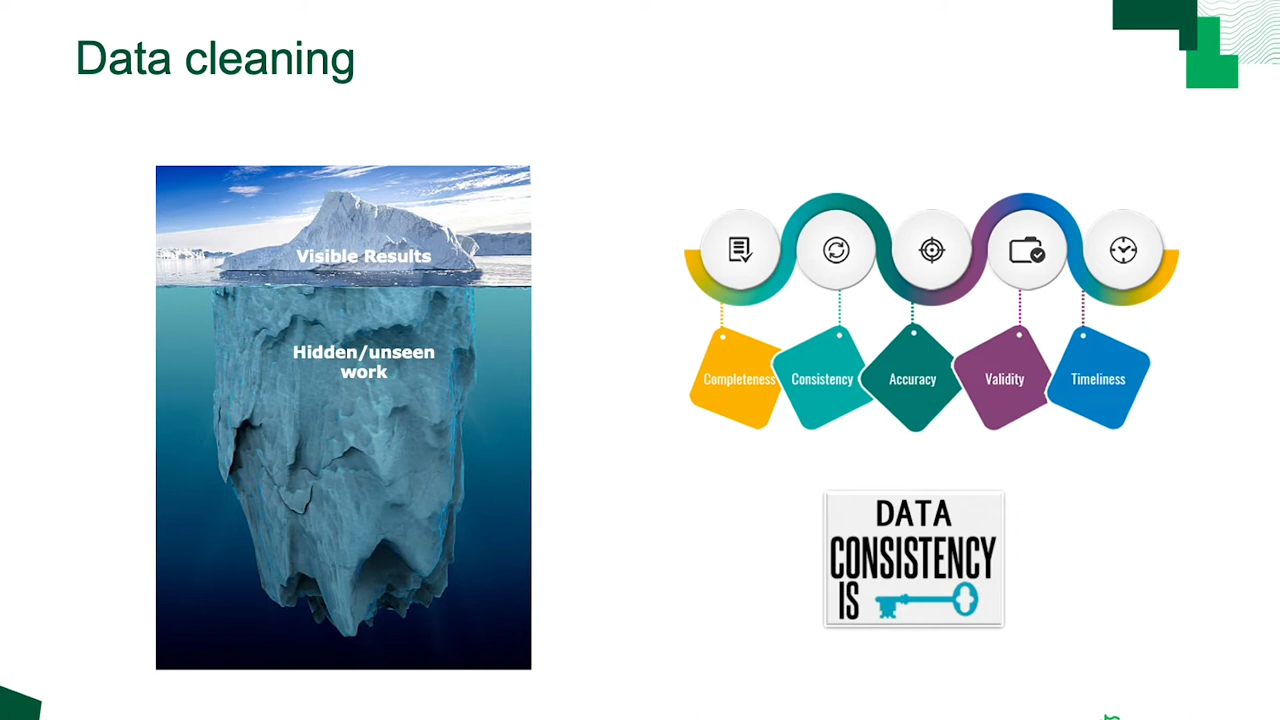 Data cleaning
Visible Results
Hidden/unseen
work
Completeness
Consistency
Accuracy
Validity
Timeliness
DATA
CONSISTENCY
IS